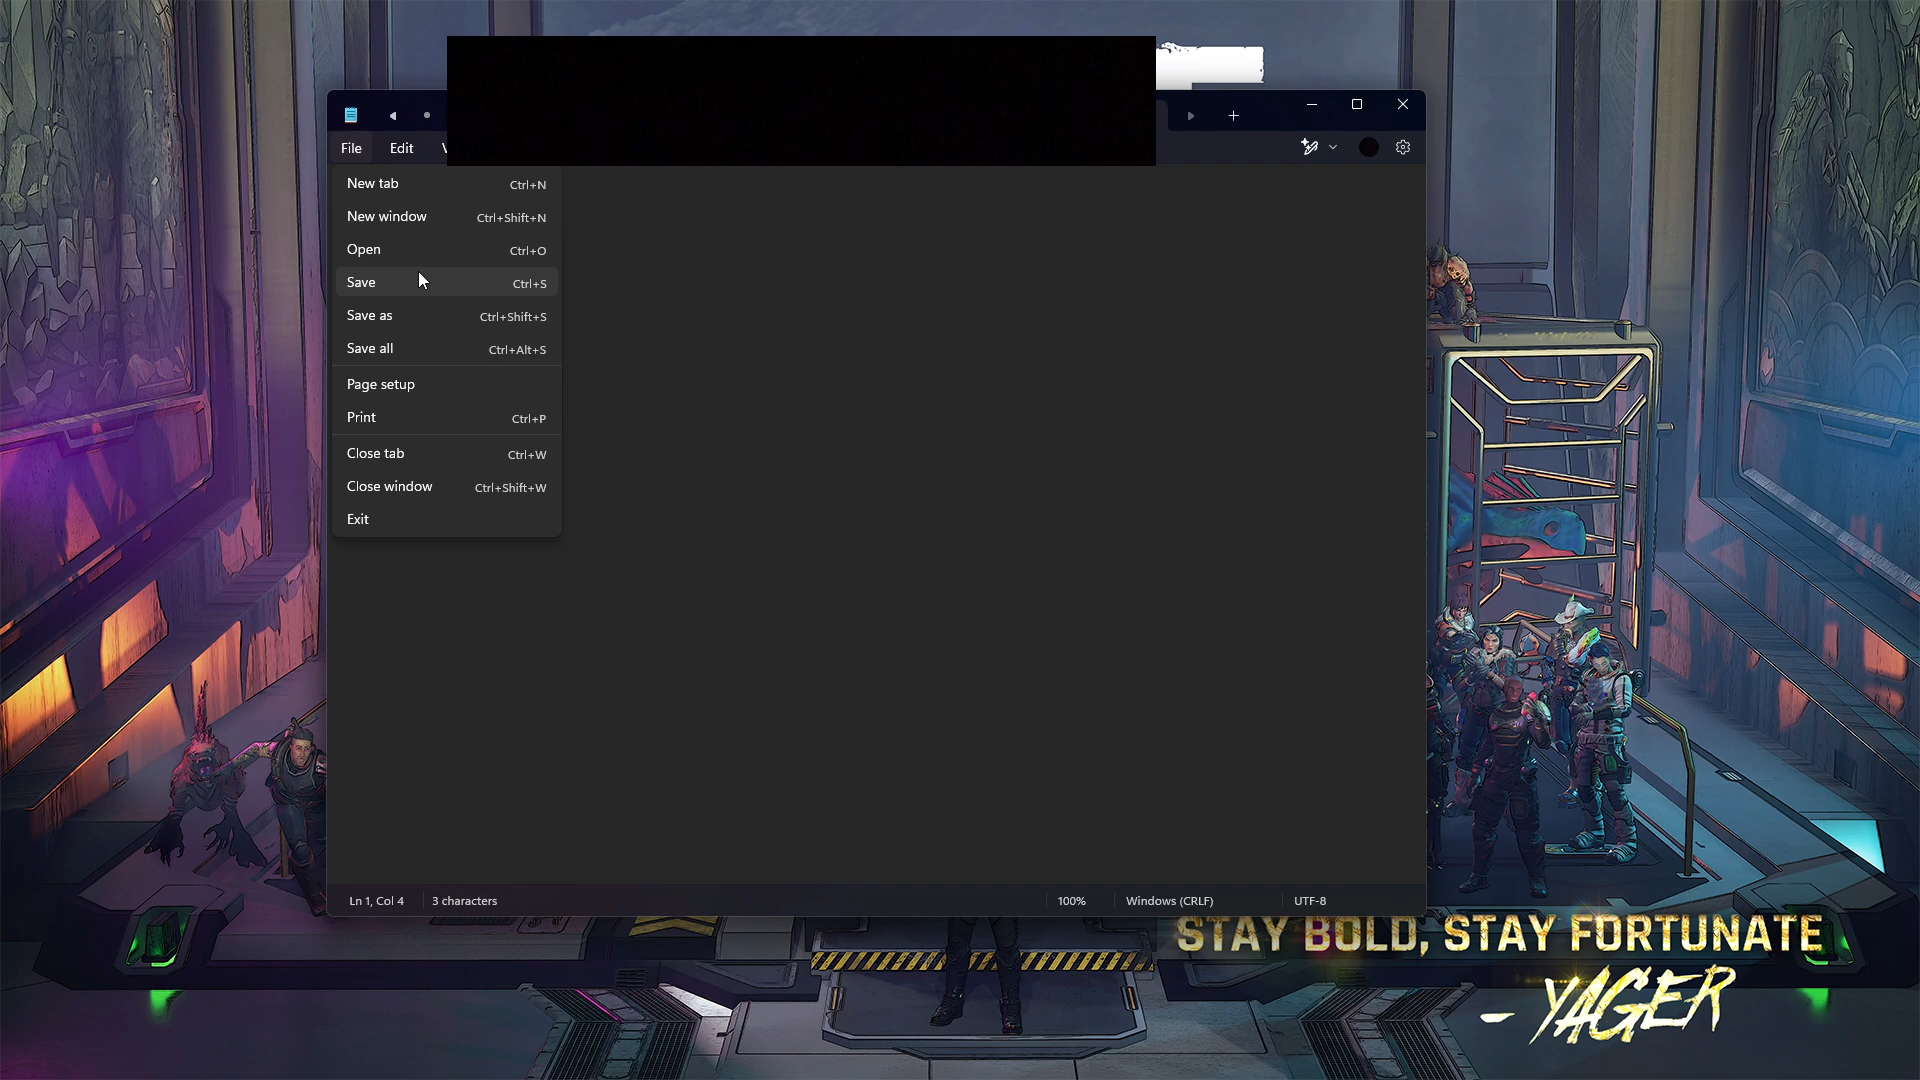 File Edit
New tab Ctrl+N
New window Ctrl+Shift+N
Open Ctrl+O
Save Ctrl+S
Save as Ctrl+Shift+S
Save all Ctrl+Alt+S
Page setup
Print Ctrl+P
Close tab Ctrl+W
Close window Ctrl+Shift+W
Exit
Ln 1, Col 4 3 characters 100% Windows (CRLF) UTF-8
STAY BOLD, STAY FORTUNATE
- YAGER